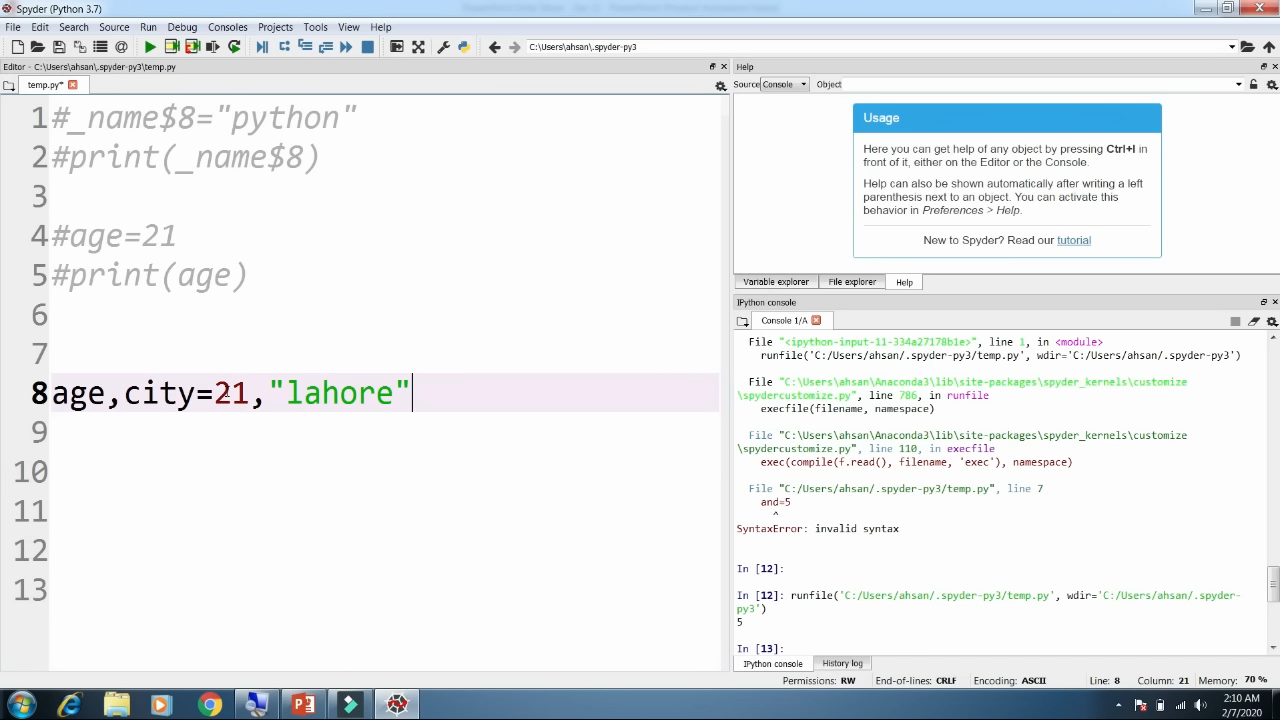 Spyder (Python 3.7)
File Edit Search Source Run Debug Consoles Projects Tools View Help
C:\Users\ahsan\.spyder-py3
Editor - C:\Users\ahsan\.spyder-py3\temp.py
temp.py*
1 #_name$8="python"
2 #print(_name$8)
3
4 #age=21
5 #print(age)
6
7
8 age,city=21,"lahore"
9
10
11
12
13
Help
Source Console Object
Usage
Here you can get help of any object by pressing Ctrl+I in
front of it, either on the Editor or the Console.
Help can also be shown automatically after writing a left
parenthesis next to an object. You can activate this
behavior in Preferences > Help.
New to Spyder? Read our tutorial
Variable explorer File explorer Help
IPython console
Console 1/A
File "<ipython-input-11-334a27178b1e>", line 1, in <module>
runfile('C:/Users/ahsan/.spyder-py3/temp.py', wdir='C:/Users/ahsan/.spyder-py3')
File "C:\Users\ahsan\Anaconda3\lib\site-packages\spyder_kernels\customize
\spydercustomize.py", line 786, in runfile
execfile(filename, namespace)
File "C:\Users\ahsan\Anaconda3\lib\site-packages\spyder_kernels\customize
\spydercustomize.py", line 110, in execfile
exec(compile(f.read(), filename, 'exec'), namespace)
File "C:/Users/ahsan/.spyder-py3/temp.py", line 7
and=5
^
SyntaxError: invalid syntax
In [12]:
In [12]: runfile('C:/Users/ahsan/.spyder-py3/temp.py', wdir='C:/Users/ahsan/.spyder-
py3')
5
In [13]:
IPython console History log
Permissions: RW End-of-lines: CRLF Encoding: ASCII Line: 8 Column: 21 Memory: 70 %
2:10 AM
2/7/2020